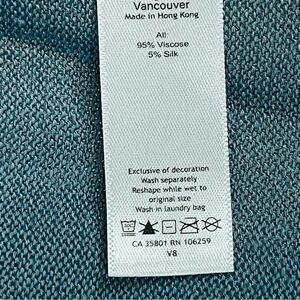 Vancouver
Made in Hong Kong
All:
95% Viscose
5% Silk
Exclusive of decoration
Wash separately
Reshape while wet to
original size
Wash in laundry bag
CA 35801 RN 106259
V8